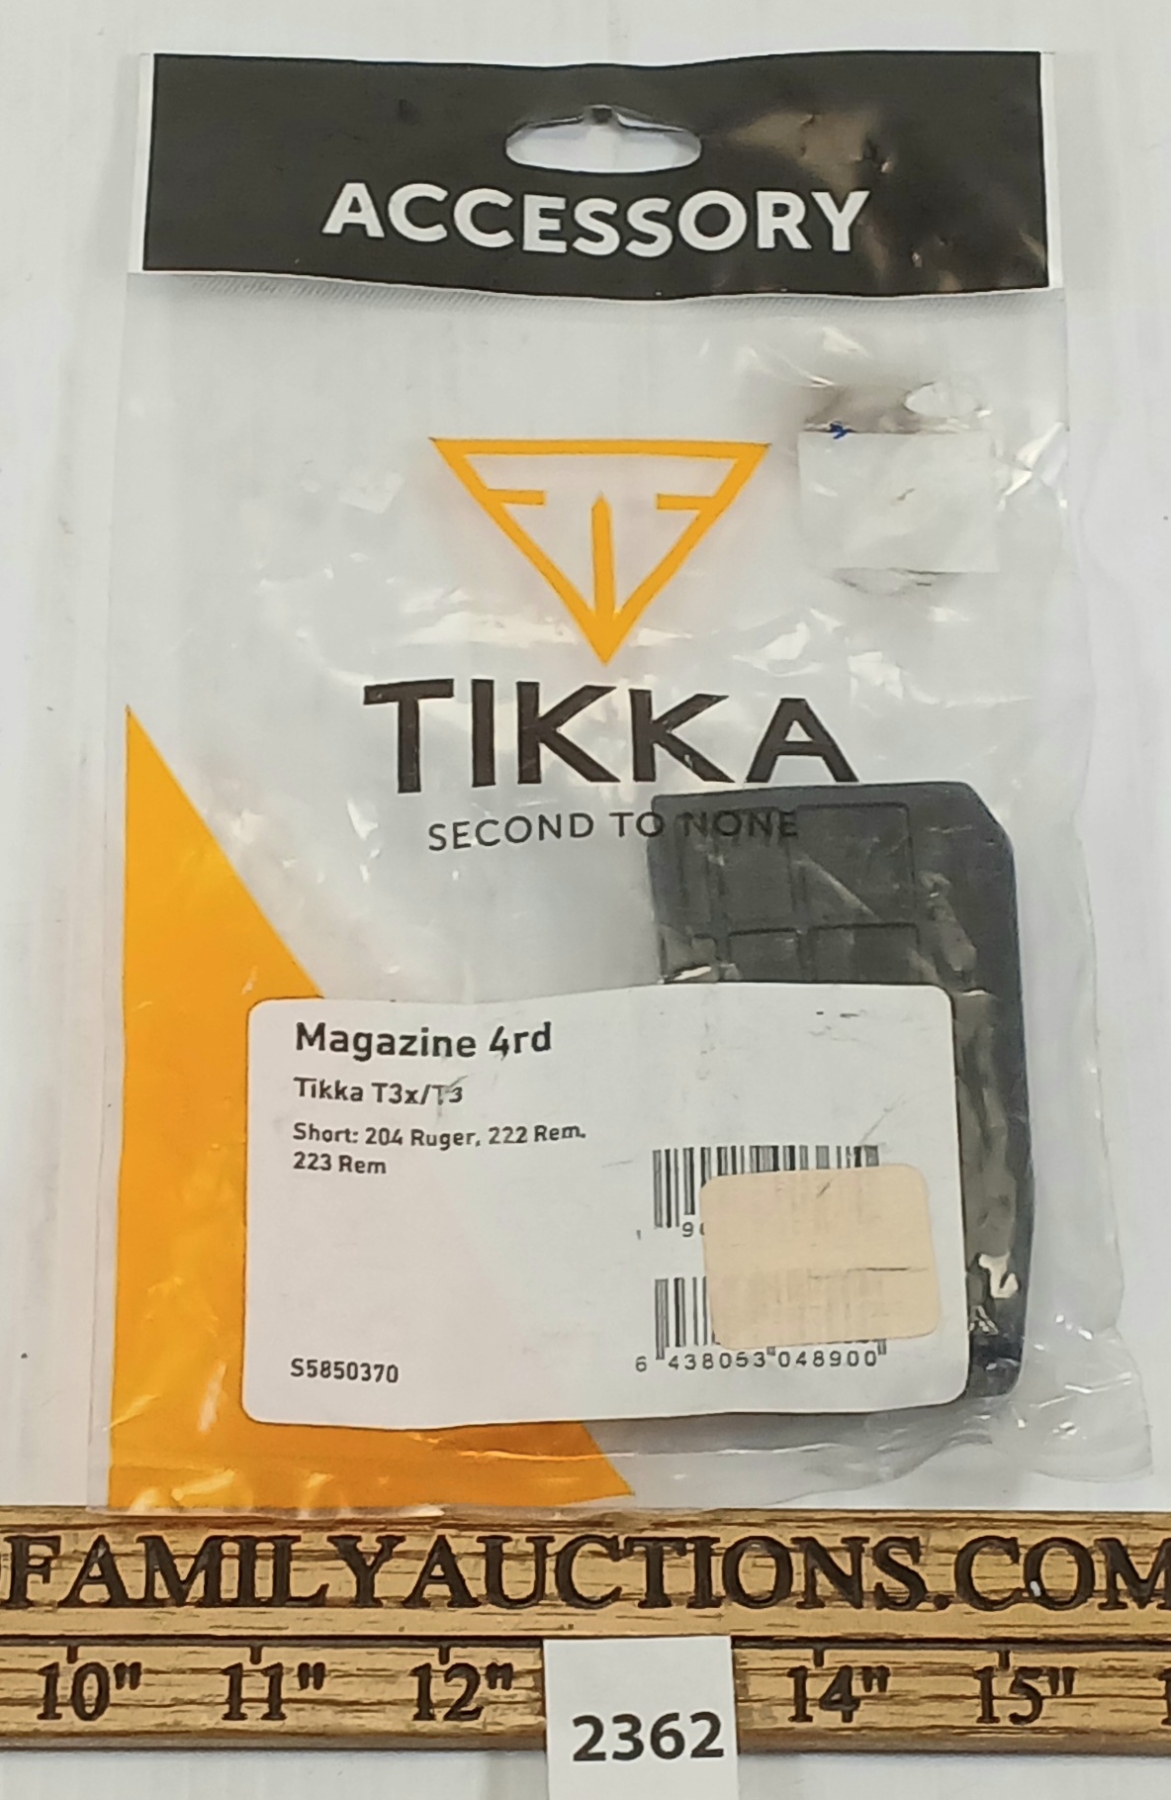 ACCESSORY
TIKKA
SECOND TO NONE
Magazine 4rd
Tikka T3x/T3
Short: 204 Ruger, 222 Rem.
223 Rem
S5850370
6 438053 048900
FAMILYAUCTIONS.COM
10" 11" 12" 14" 15"
2362